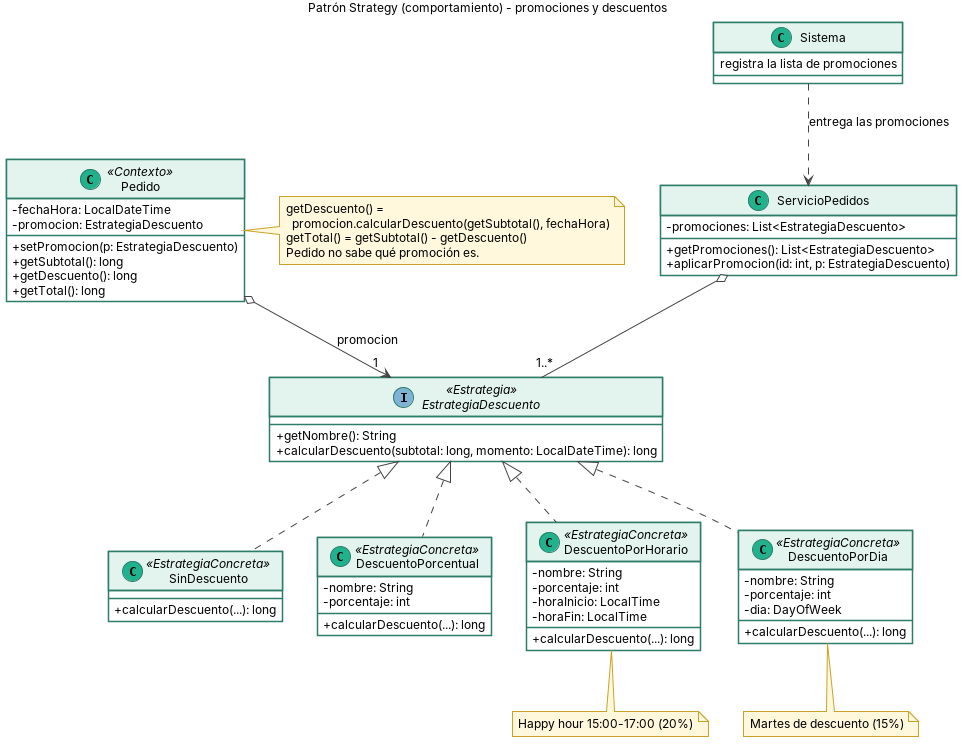 Patrón Strategy (comportamiento) - promociones y descuentos
C Sistema
registra la lista de promociones
entrega las promociones
«Contexto»
C Pedido
-fechaHora: LocalDateTime
-promocion: EstrategiaDescuento
+setPromocion(p: EstrategiaDescuento)
+getSubtotal(): long
+getDescuento(): long
+getTotal(): long
getDescuento() =
promocion.calcularDescuento(getSubtotal(), fechaHora)
getTotal() = getSubtotal() - getDescuento()
Pedido no sabe qué promoción es.
C ServicioPedidos
-promociones: List<EstrategiaDescuento>
+getPromociones(): List<EstrategiaDescuento>
+aplicarPromocion(id: int, p: EstrategiaDescuento)
promocion
1
1..*
«Estrategia»
I EstrategiaDescuento
+getNombre(): String
+calcularDescuento(subtotal: long, momento: LocalDateTime): long
«EstrategiaConcreta»
C SinDescuento
+calcularDescuento(...): long
«EstrategiaConcreta»
C DescuentoPorcentual
-nombre: String
-porcentaje: int
+calcularDescuento(...): long
«EstrategiaConcreta»
C DescuentoPorHorario
-nombre: String
-porcentaje: int
-horaInicio: LocalTime
-horaFin: LocalTime
+calcularDescuento(...): long
«EstrategiaConcreta»
C DescuentoPorDia
-nombre: String
-porcentaje: int
-dia: DayOfWeek
+calcularDescuento(...): long
Happy hour 15:00-17:00 (20%)
Martes de descuento (15%)